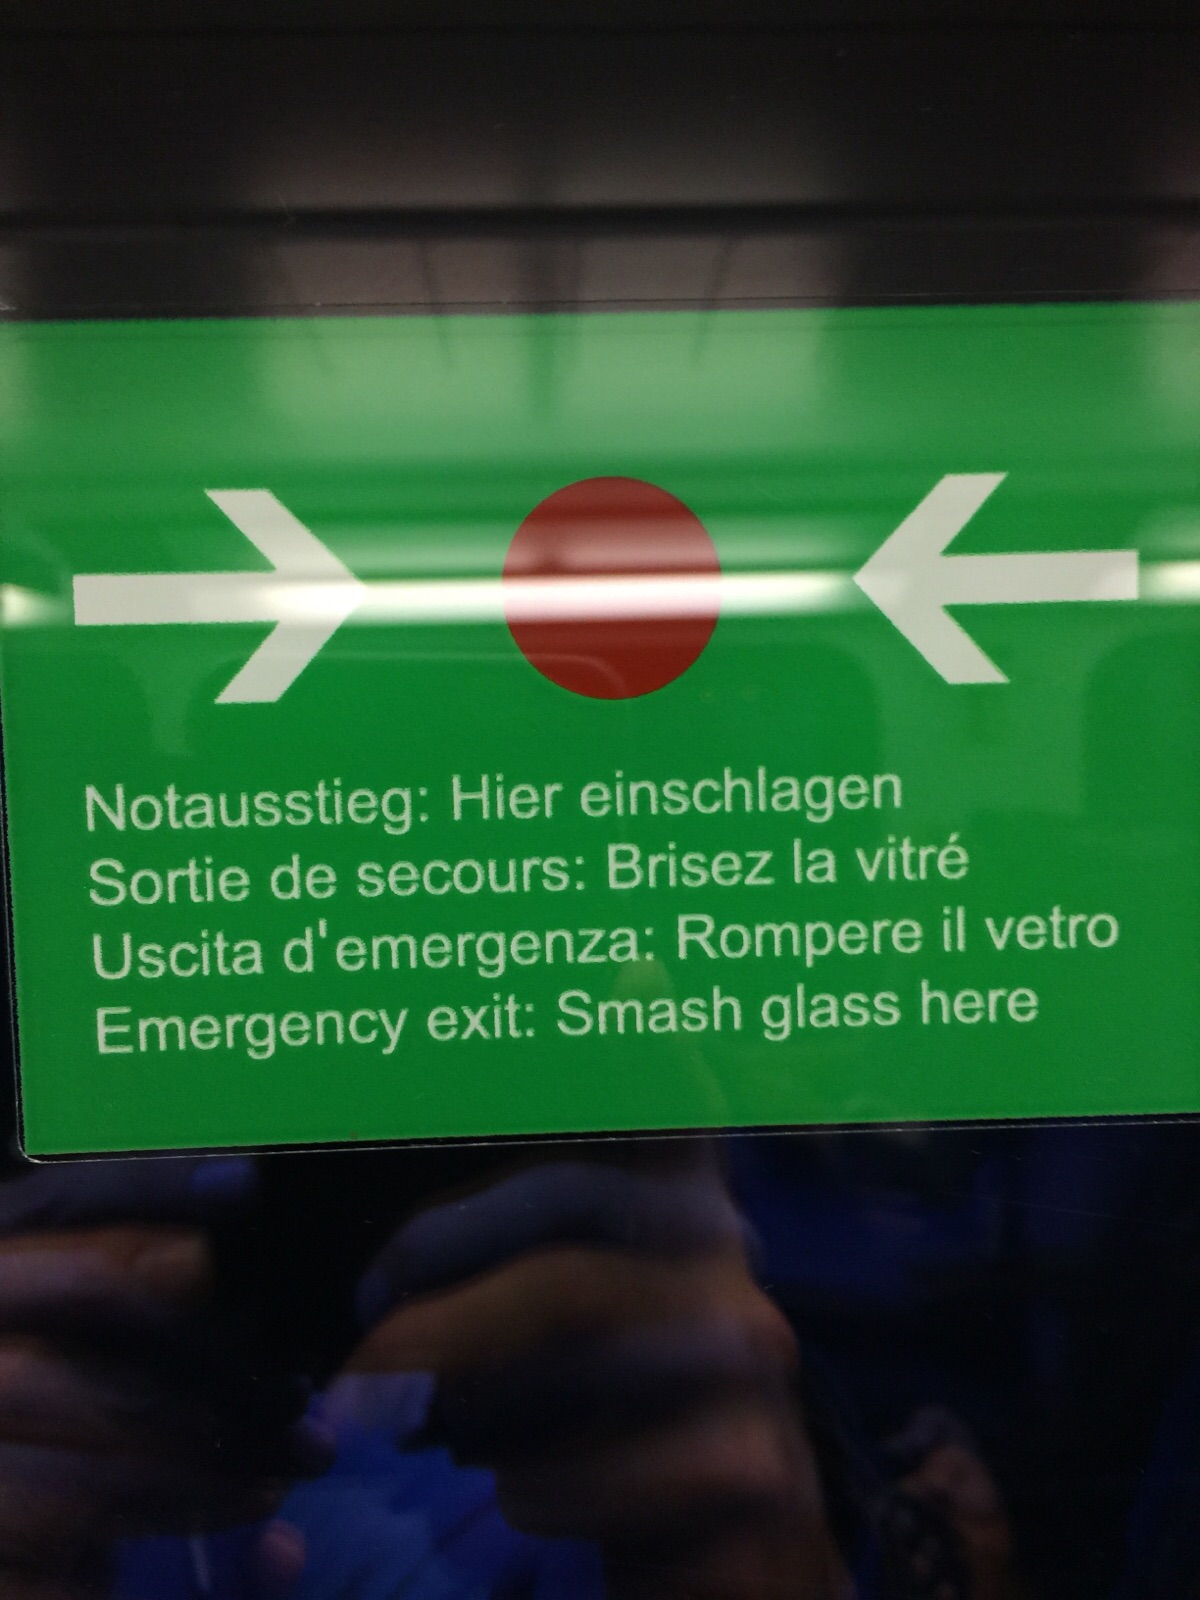 Notausstieg: Hier einschlagen
Sortie de secours: Brisez la vitré
Uscita d'emergenza: Rompere il vetro
Emergency exit: Smash glass here